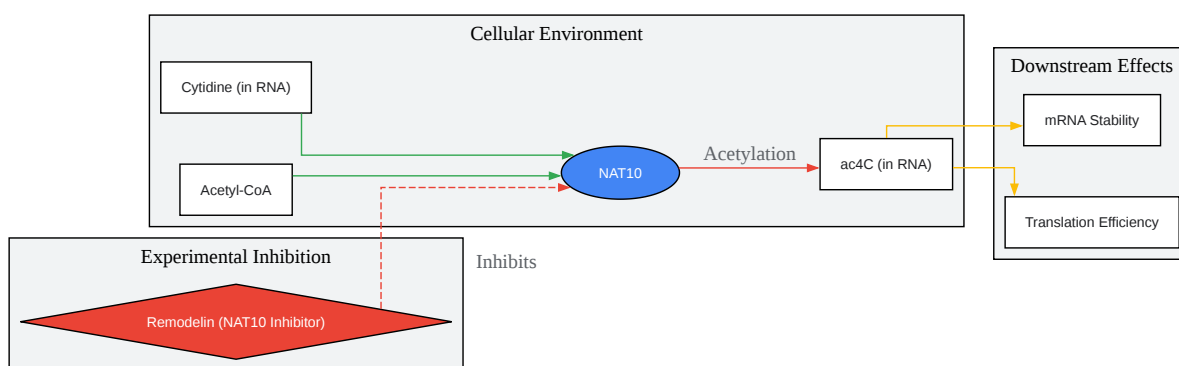 Cellular Environment
Downstream Effects
Cytidine (in RNA)
mRNA Stability
Acetylation
ac4C (in RNA)
NAT10
Acetyl-CoA
Translation Efficiency
Experimental Inhibition
Inhibits
Remodelin (NAT10 Inhibitor)